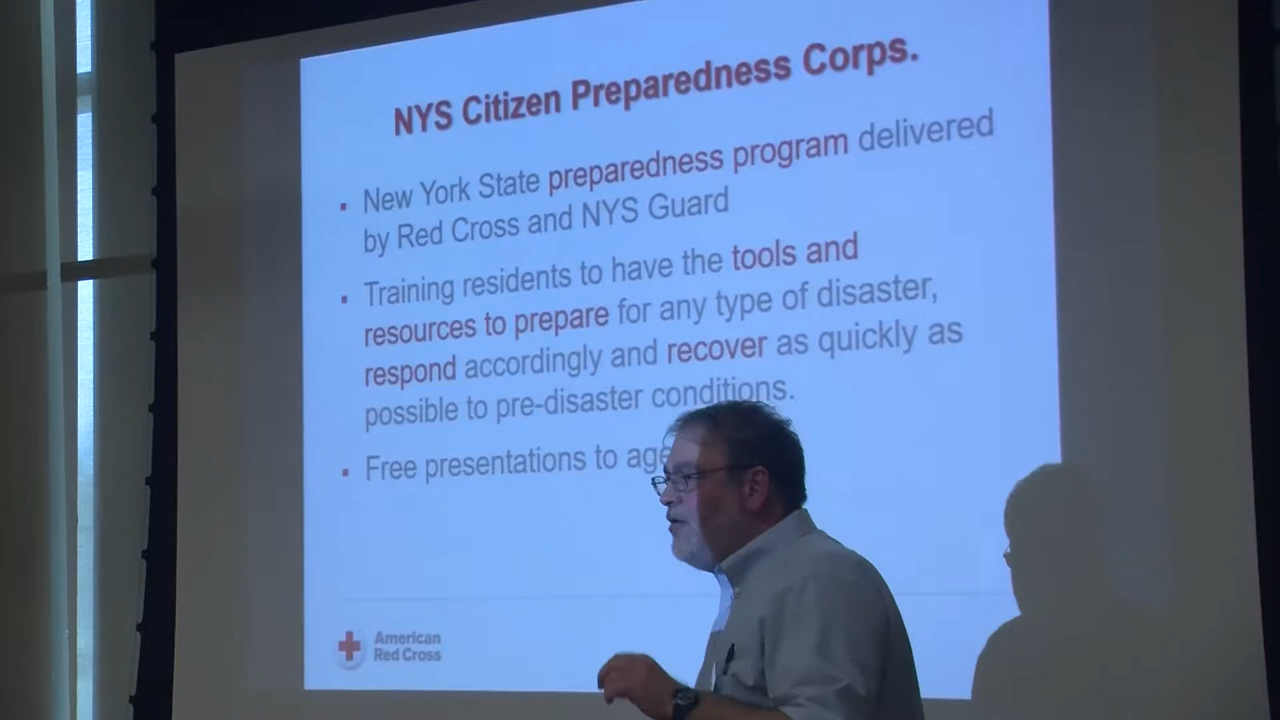 NYS Citizen Preparedness Corps.
▪ New York State preparedness program delivered
by Red Cross and NYS Guard
▪ Training residents to have the tools and
resources to prepare for any type of disaster,
respond accordingly and recover as quickly as
possible to pre-disaster conditions.
▪ Free presentations to
American
Red Cross